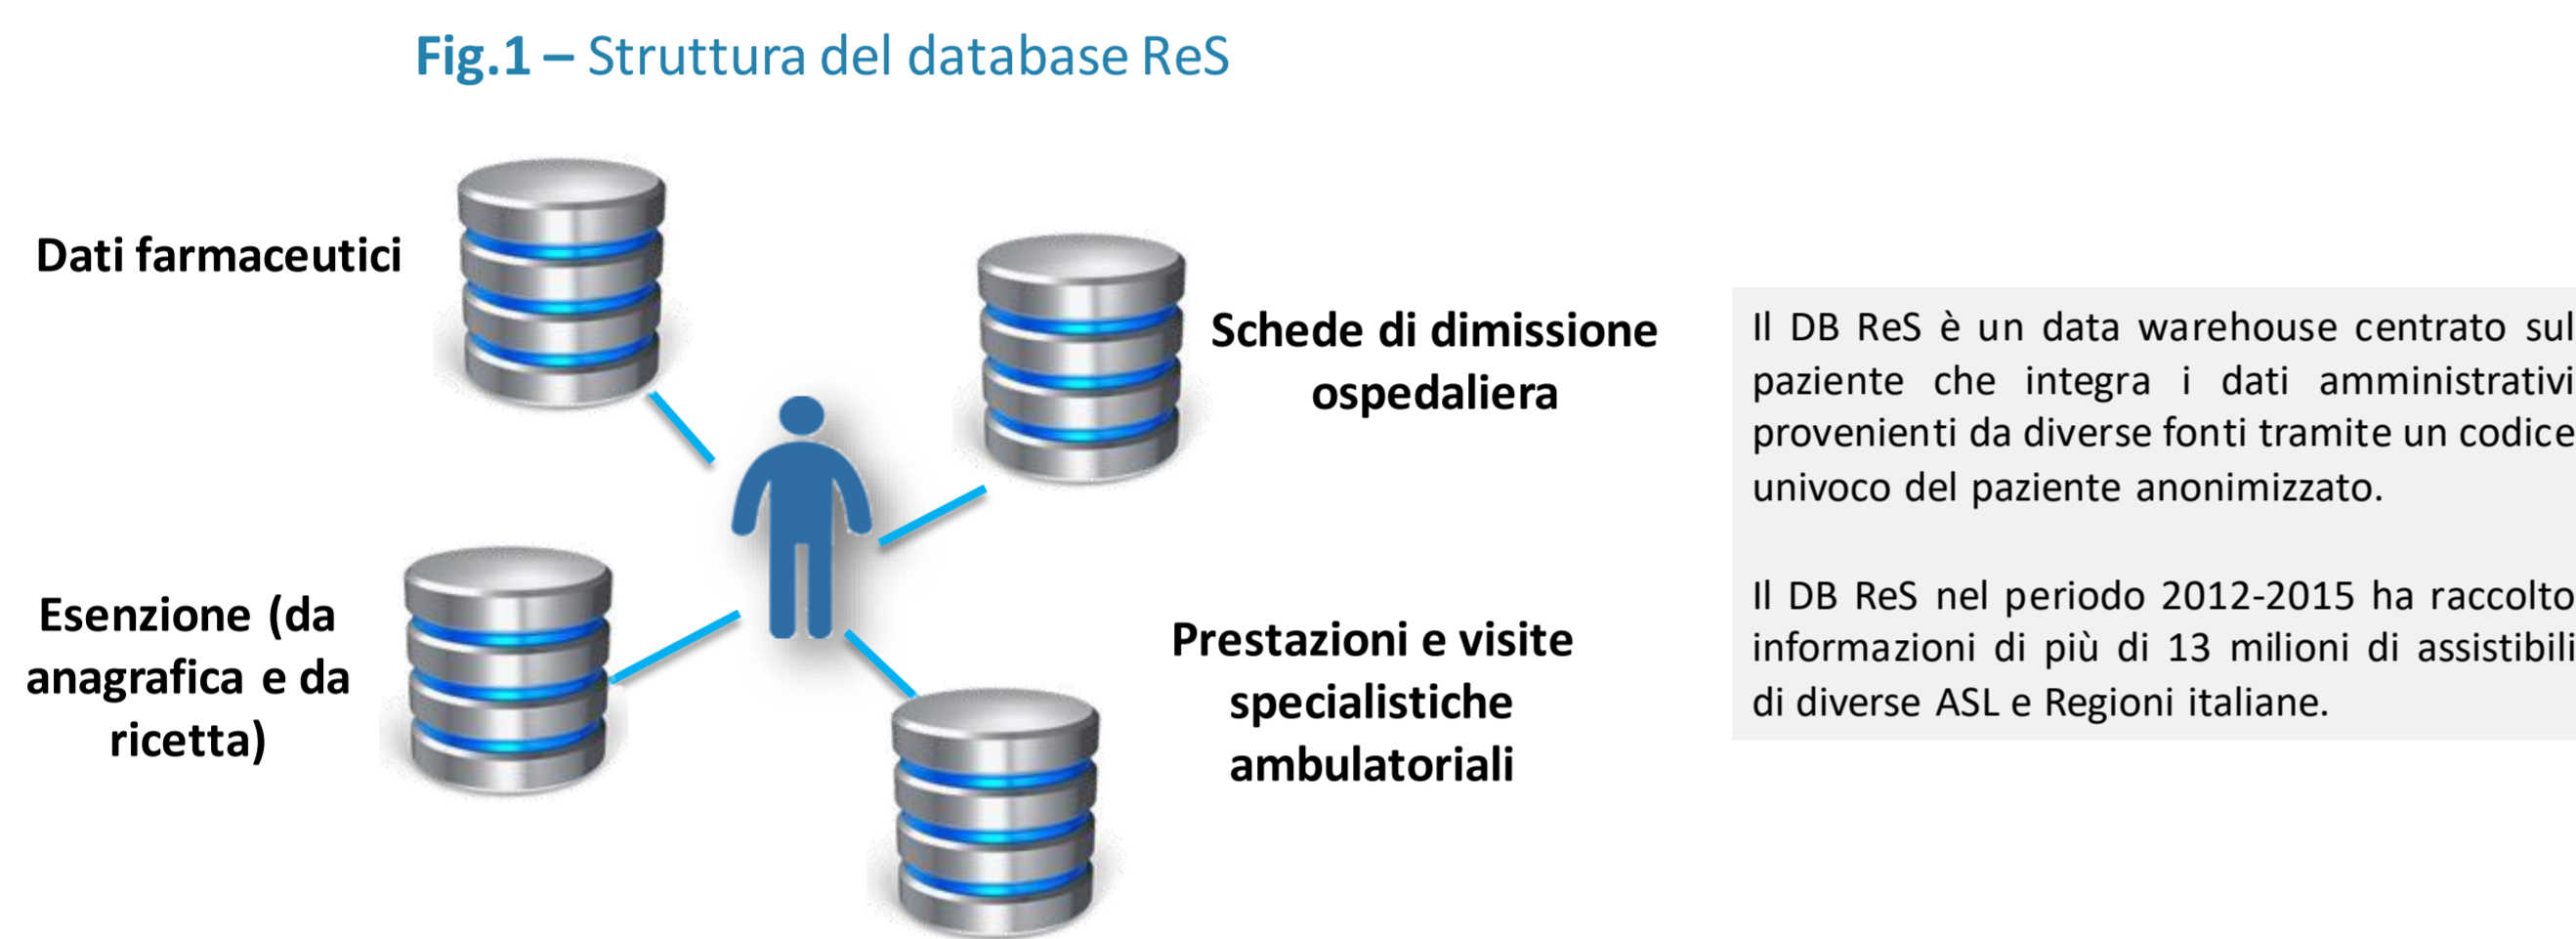 Fig.1 – Struttura del database ReS
Dati farmaceutici
Schede di dimissione
ospedaliera
Esenzione (da
anagrafica e da
ricetta)
Prestazioni e visite
specialistiche
ambulatoriali
Il DB ReS è un data warehouse centrato sul
paziente che integra i dati amministrativi
provenienti da diverse fonti tramite un codice
univoco del paziente anonimizzato.
Il DB ReS nel periodo 2012-2015 ha raccolto
informazioni di più di 13 milioni di assistibili
di diverse ASL e Regioni italiane.